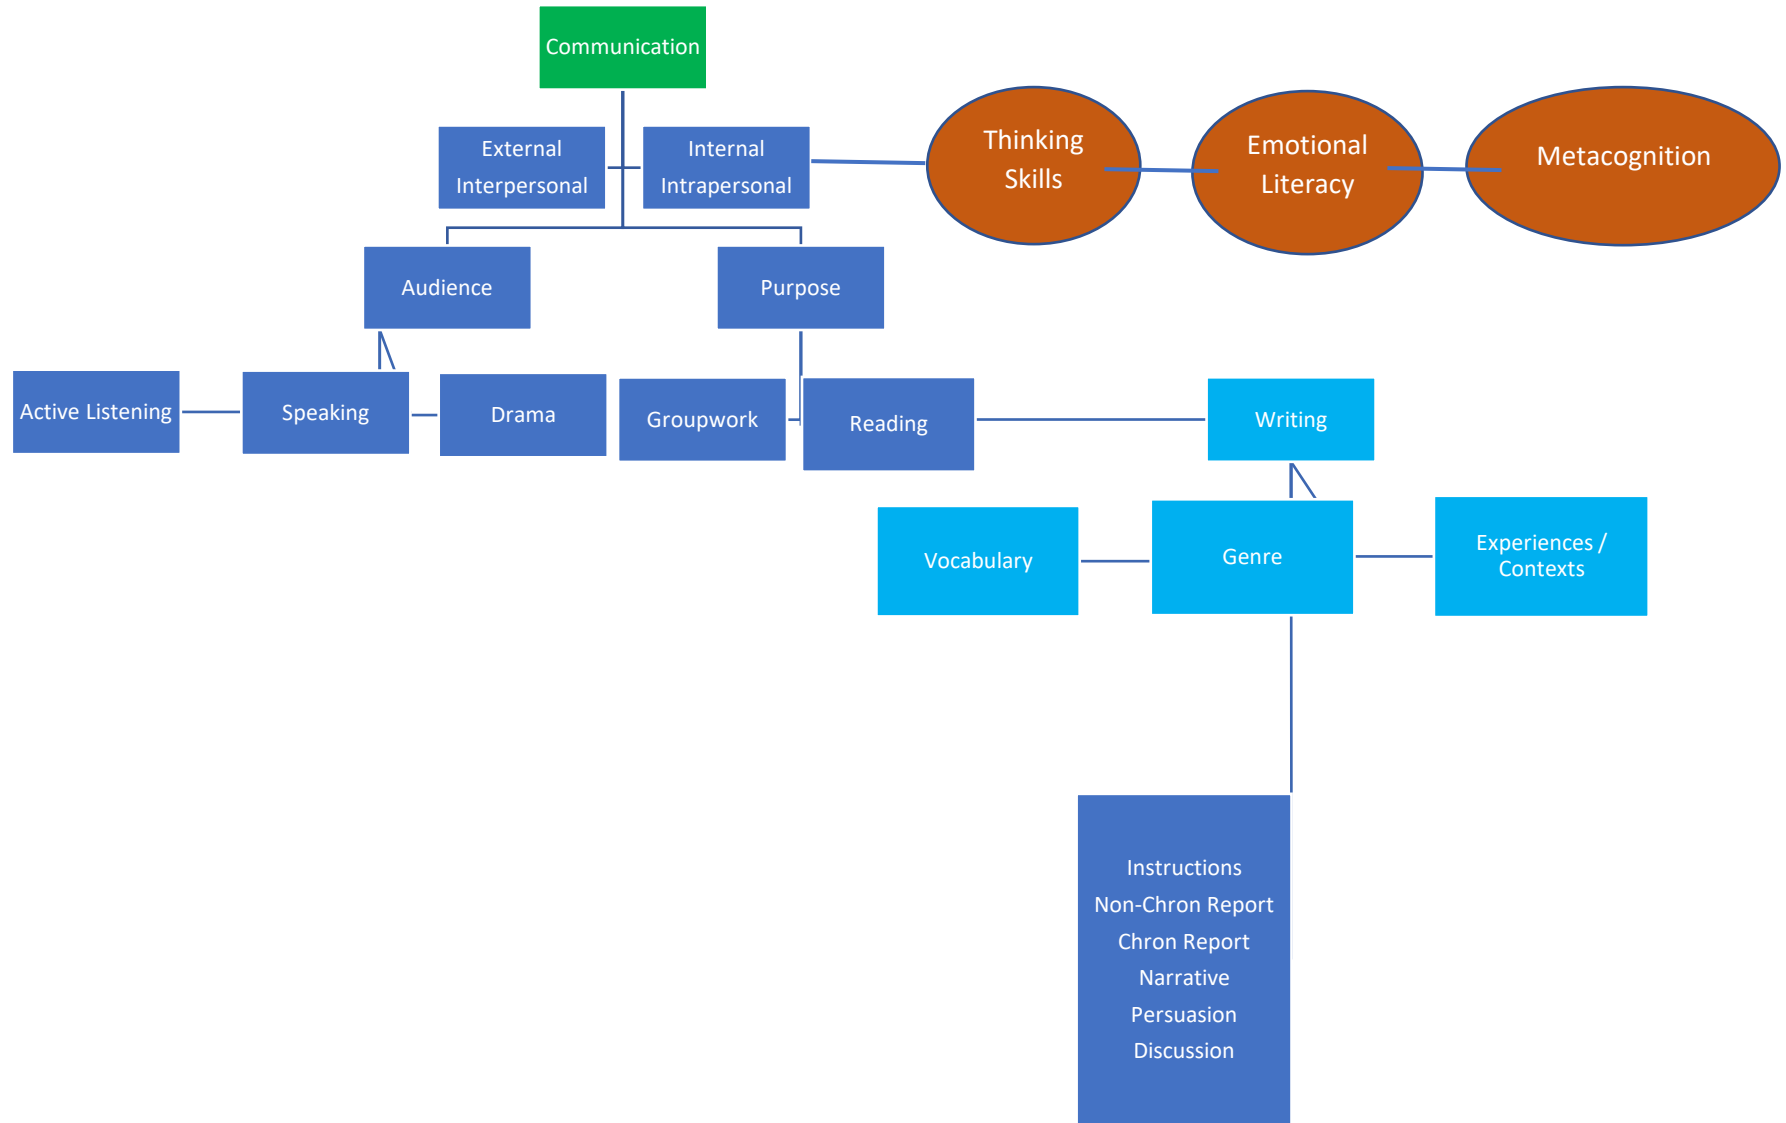 Communication
External
Interpersonal
Internal
Intrapersonal
Thinking
Skills
Emotional
Literacy
Metacognition
Audience
Purpose
Active Listening
Speaking
Drama
Groupwork
Reading
Writing
Vocabulary
Genre
Experiences /
Contexts
Instructions
Non-Chron Report
Chron Report
Narrative
Persuasion
Discussion